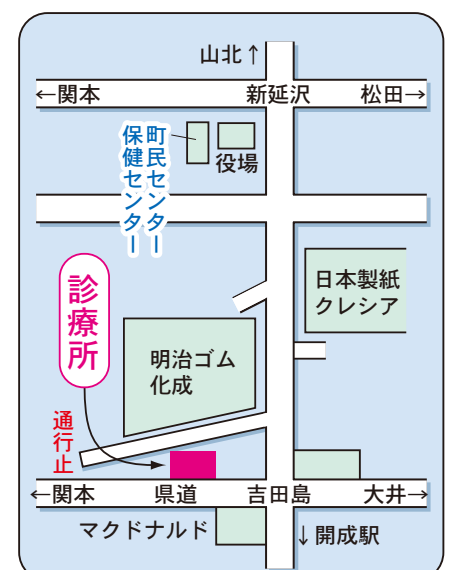 山北↑
←関本 新延沢 松田→
町民センター
保健センター
役場
日本製紙
クレシア
診療所
明治ゴム
化成
通行止
←関本 県道 吉田島 大井→
マクドナルド
↓開成駅